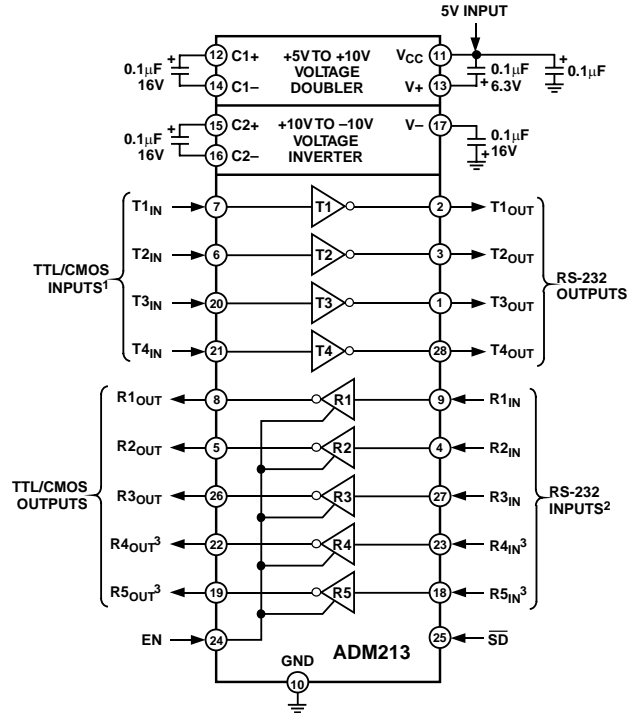 5V INPUT
0.1µF
16V
12 C1+
14 C1–
+5V TO +10V
VOLTAGE
DOUBLER
VCC 11
V+ 13
0.1µF
6.3V
0.1µF
0.1µF
16V
15 C2+
16 C2–
+10V TO –10V
VOLTAGE
INVERTER
V– 17
0.1µF
16V
TTL/CMOS
INPUTS1
T1IN 7 T1 2 T1OUT
T2IN 6 T2 3 T2OUT
T3IN 20 T3 1 T3OUT
T4IN 21 T4 28 T4OUT
RS-232
OUTPUTS
TTL/CMOS
OUTPUTS
R1OUT 8 R1 9 R1IN
R2OUT 5 R2 4 R2IN
R3OUT 26 R3 27 R3IN
R4OUT3 22 R4 23 R4IN3
R5OUT3 19 R5 18 R5IN3
RS-232
INPUTS2
EN 24
25 SD
GND
10
ADM213